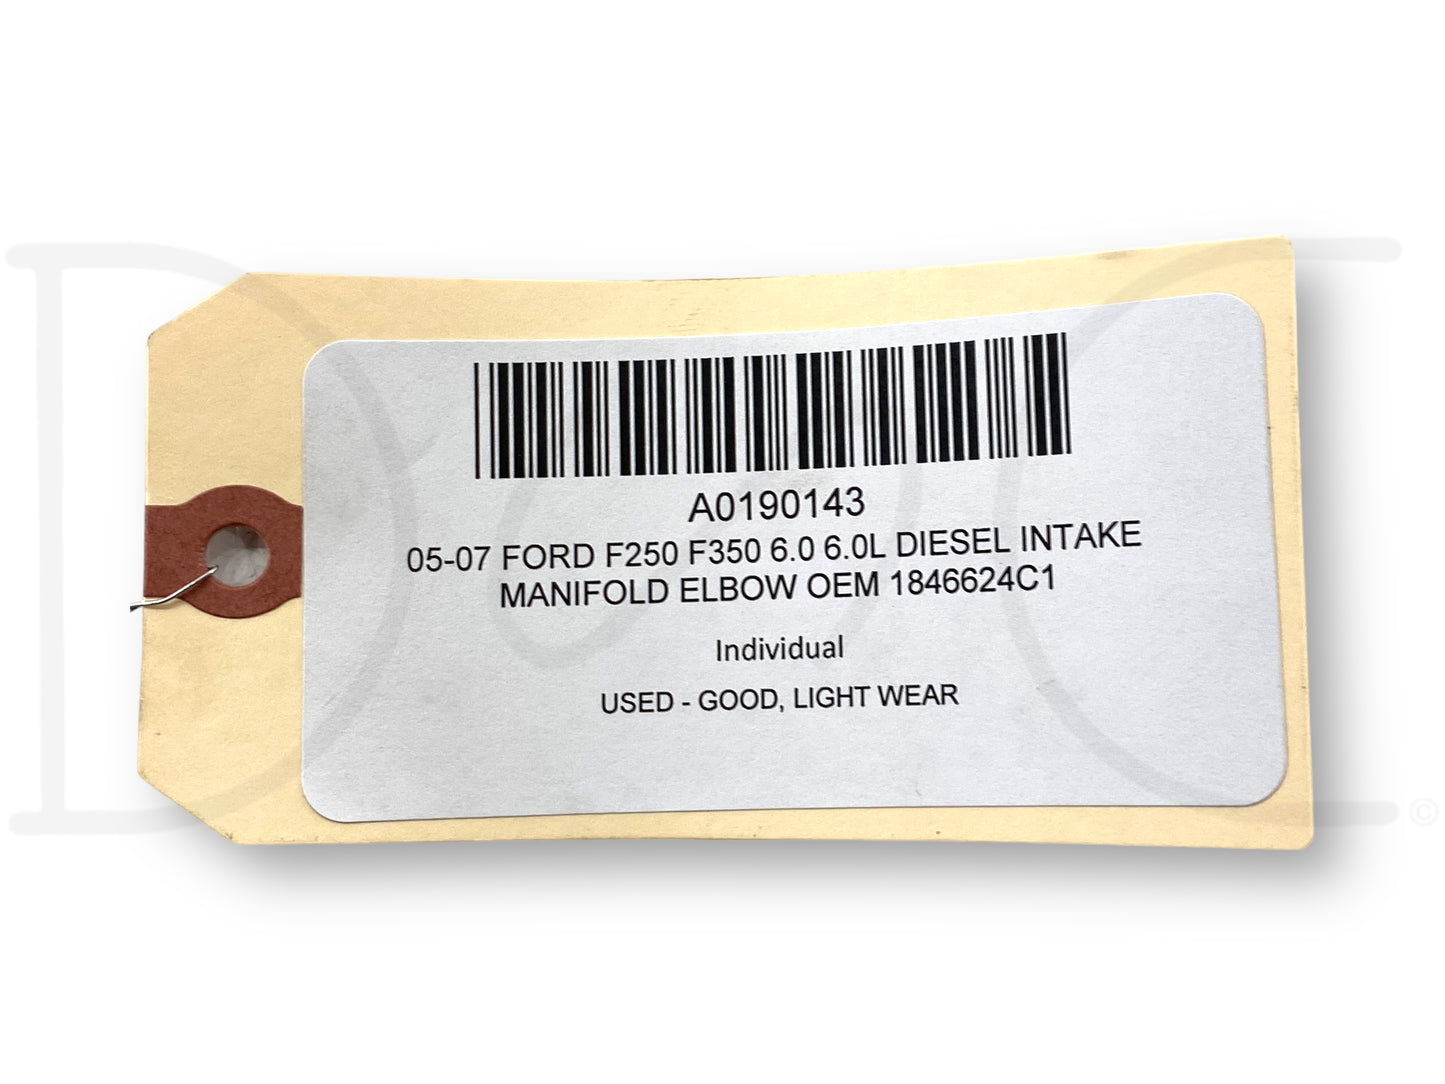 A0190143
05-07 FORD F250 F350 6.0 6.0L DIESEL INTAKE
MANIFOLD ELBOW OEM 1846624C1
Individual
USED - GOOD, LIGHT WEAR
©